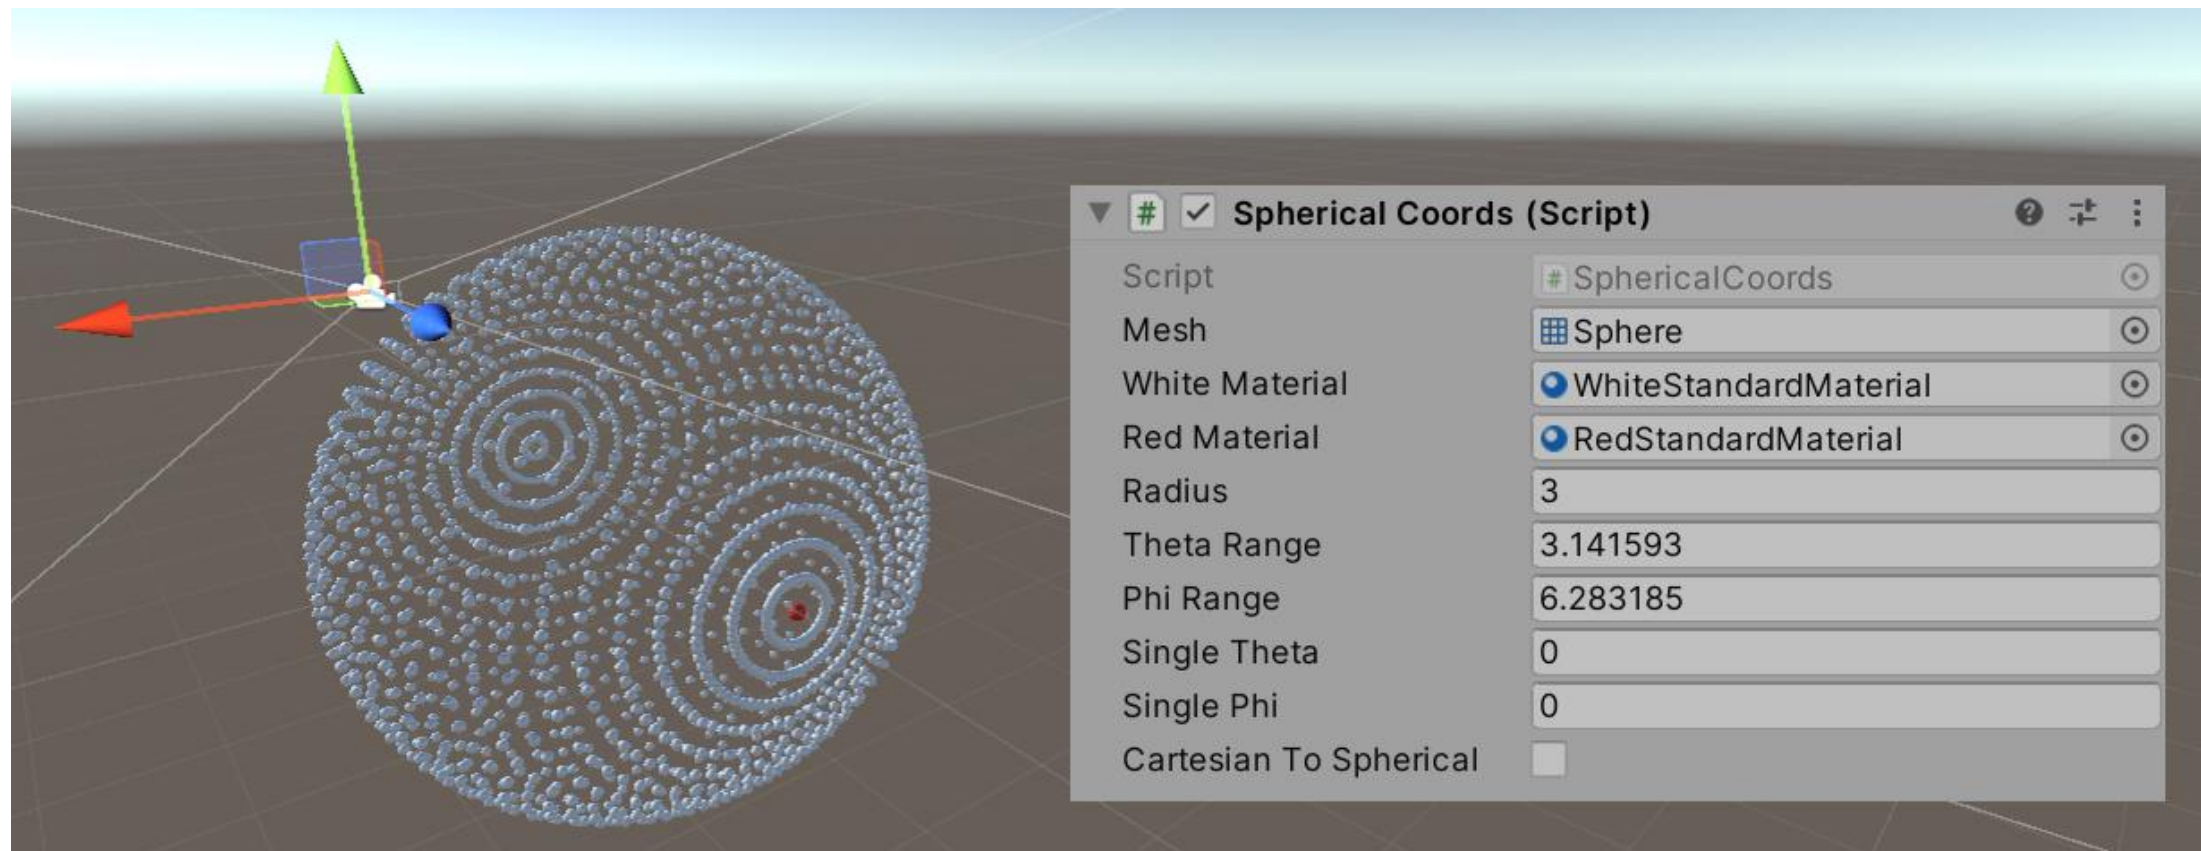 # Spherical Coords (Script)
Script # SphericalCoords
Mesh Sphere
White Material WhiteStandardMaterial
Red Material RedStandardMaterial
Radius 3
Theta Range 3.141593
Phi Range 6.283185
Single Theta 0
Single Phi 0
Cartesian To Spherical